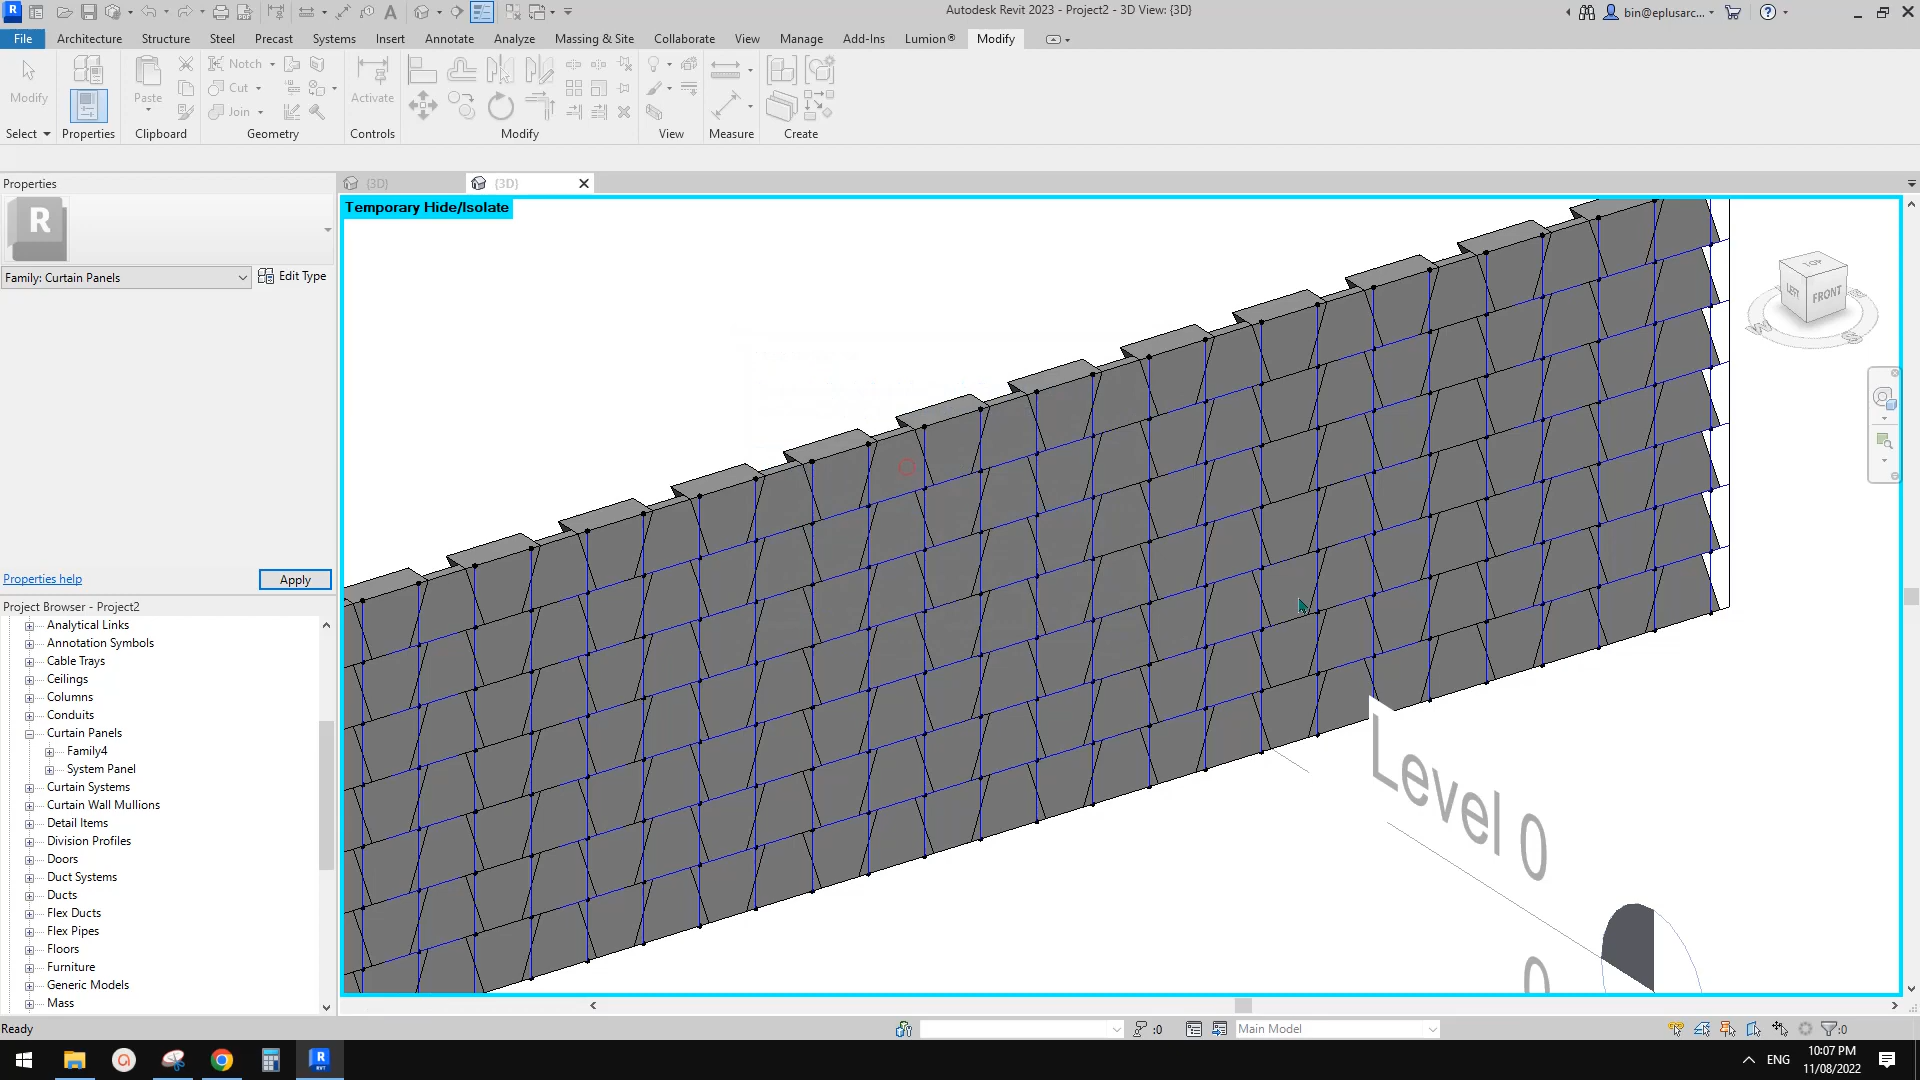 Autodesk Revit 2023 - Project2 - 3D View: {3D}
bin@eplusarc...
File
Architecture
Structure
Steel
Precast
Systems
Insert
Annotate
Analyze
Massing & Site
Collaborate
View
Manage
Add-Ins
Lumion®
Modify
Modify
Paste
Notch
Cut
Join
Activate
Select
Properties
Clipboard
Geometry
Controls
Modify
View
Measure
Create
Properties
{3D}
{3D}
Temporary Hide/Isolate
R
Family: Curtain Panels
Edit Type
TOP
LEFT
FRONT
W
S
Properties help
Apply
Project Browser - Project2
Analytical Links
Annotation Symbols
Cable Trays
Ceilings
Columns
Conduits
Curtain Panels
Family4
System Panel
Curtain Systems
Curtain Wall Mullions
Detail Items
Division Profiles
Doors
Duct Systems
Ducts
Flex Ducts
Flex Pipes
Floors
Furniture
Generic Models
Mass
Level 0
0
Ready
:0
Main Model
:0
ENG
10:07 PM
11/08/2022